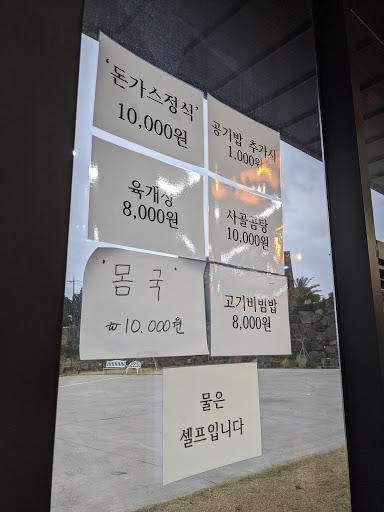 '돈가스정식'
10,000원
공기밥 추가시
1,000원
육개장
8,000원
사골곰탕
10,000원
'몸국'
₩10.000원
고기비빔밥
8,000원
물은
셀프입니다